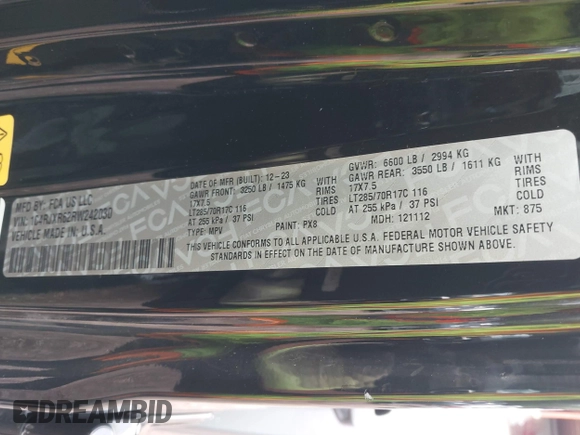 MFD BY: FCA US LLC
VEHICLE MADE IN: U.S.A.
DATE OF MFR (BUILT): 12-23
GAWR FRONT: 3250 LB / 1475 KG WITH
17X7.5 RIMS
LT285/70R17C 116 TIRES
AT 255 kPa / 37 PSI COLD
TYPE: MPV PAINT: PX8
GVWR: 6600 LB / 2994 KG
GAWR REAR: 3550 LB / 1611 KG WITH
17X7.5 RIMS
LT285/70R17C 116 TIRES
AT 255 kPa / 37 PSI COLD
MDH: 121112 MKT: 875
THIS VEHICLE CONFORMS TO ALL APPLICABLE U.S.A. FEDERAL MOTOR VEHICLE SAFETY
STANDARDS IN EFFECT ON THE DATE OF MANUFACTURE SHOWN ABOVE
DREAMBID